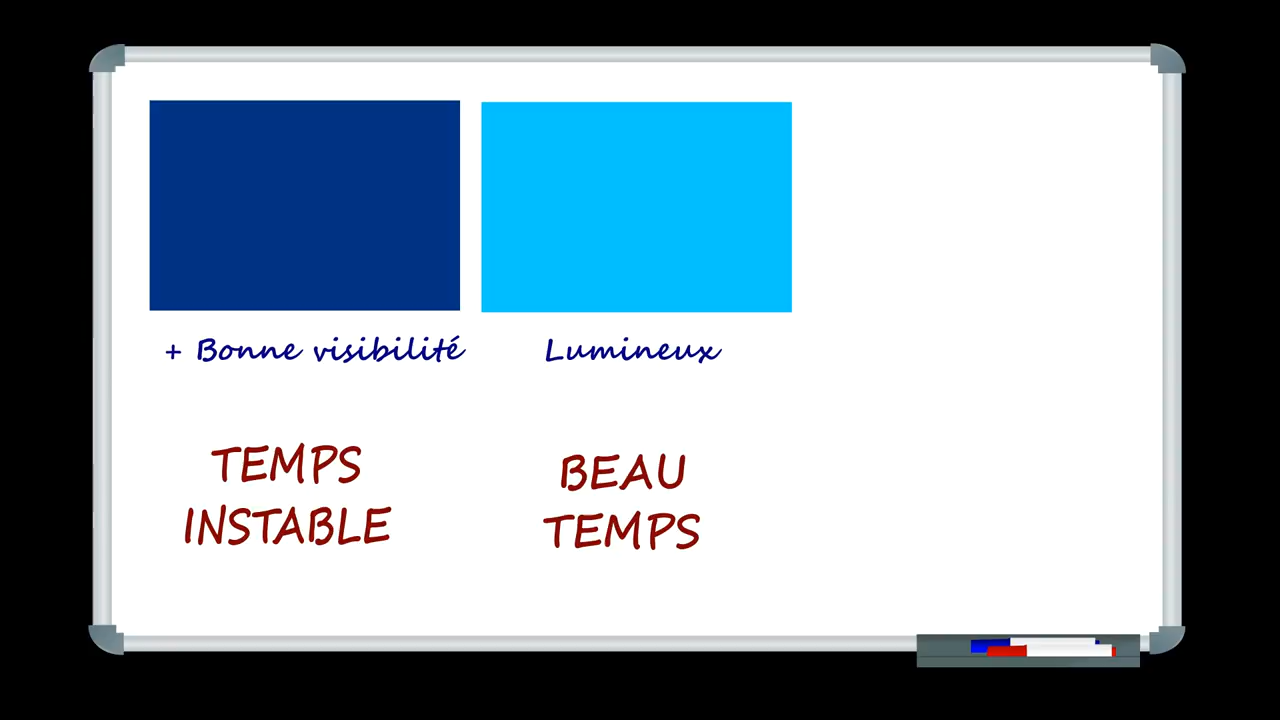 + Bonne visibilité
Lumineux
TEMPS
INSTABLE
BEAU
TEMPS